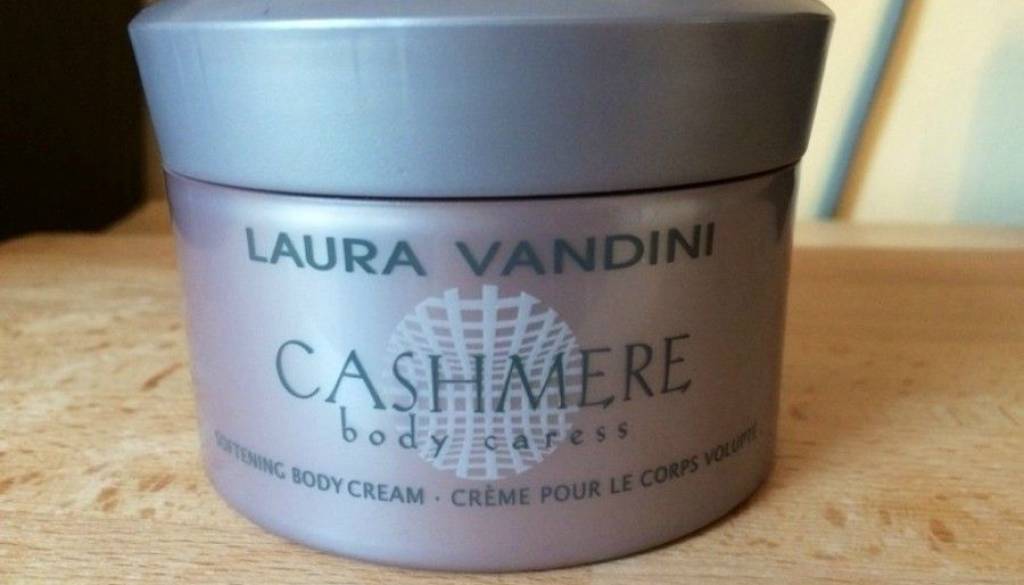 LAURA VANDINI
CASHMERE
body caress
SOFTENING BODY CREAM · CRÈME POUR LE CORPS VOLUPTÉ